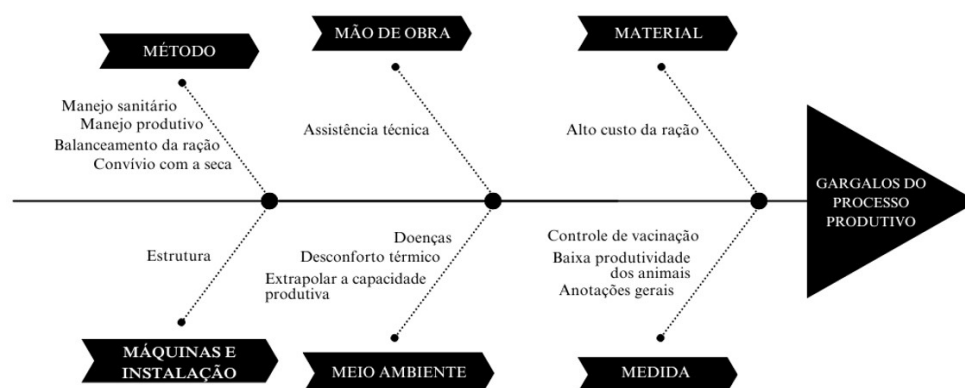 MÉTODO
MÃO DE OBRA
MATERIAL
Manejo sanitário
Manejo produtivo
Balanceamento da ração
Convívio com a seca
Assistência técnica
Alto custo da ração
GARGALOS DO
PROCESSO
PRODUTIVO
Estrutura
Doenças
Desconforto térmico
Extrapolar a capacidade
produtiva
Controle de vacinação
Baixa produtividade
dos animais
Anotações gerais
MÁQUINAS E
INSTALAÇÃO
MEIO AMBIENTE
MEDIDA